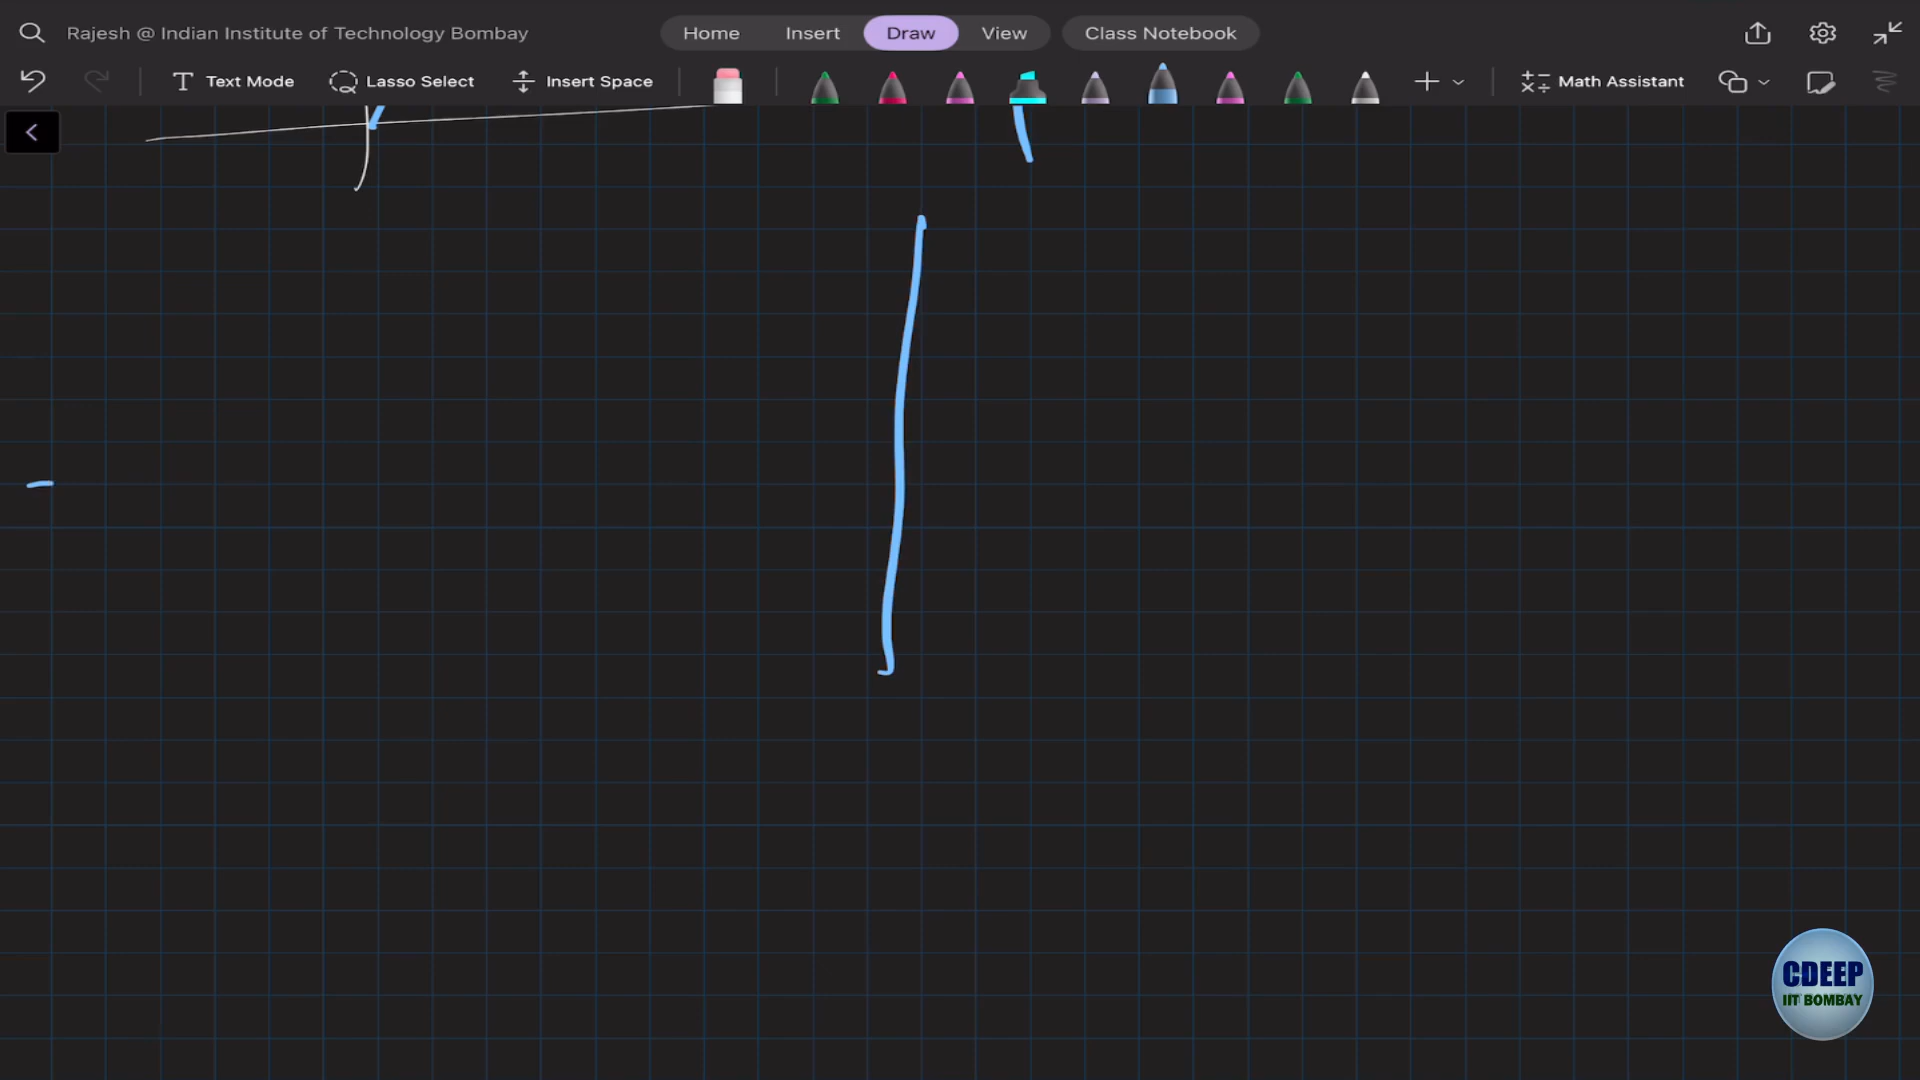 Rajesh @ Indian Institute of Technology Bombay
Home Insert Draw View Class Notebook
Text Mode Lasso Select Insert Space Math Assistant
CDEEP
IIT BOMBAY